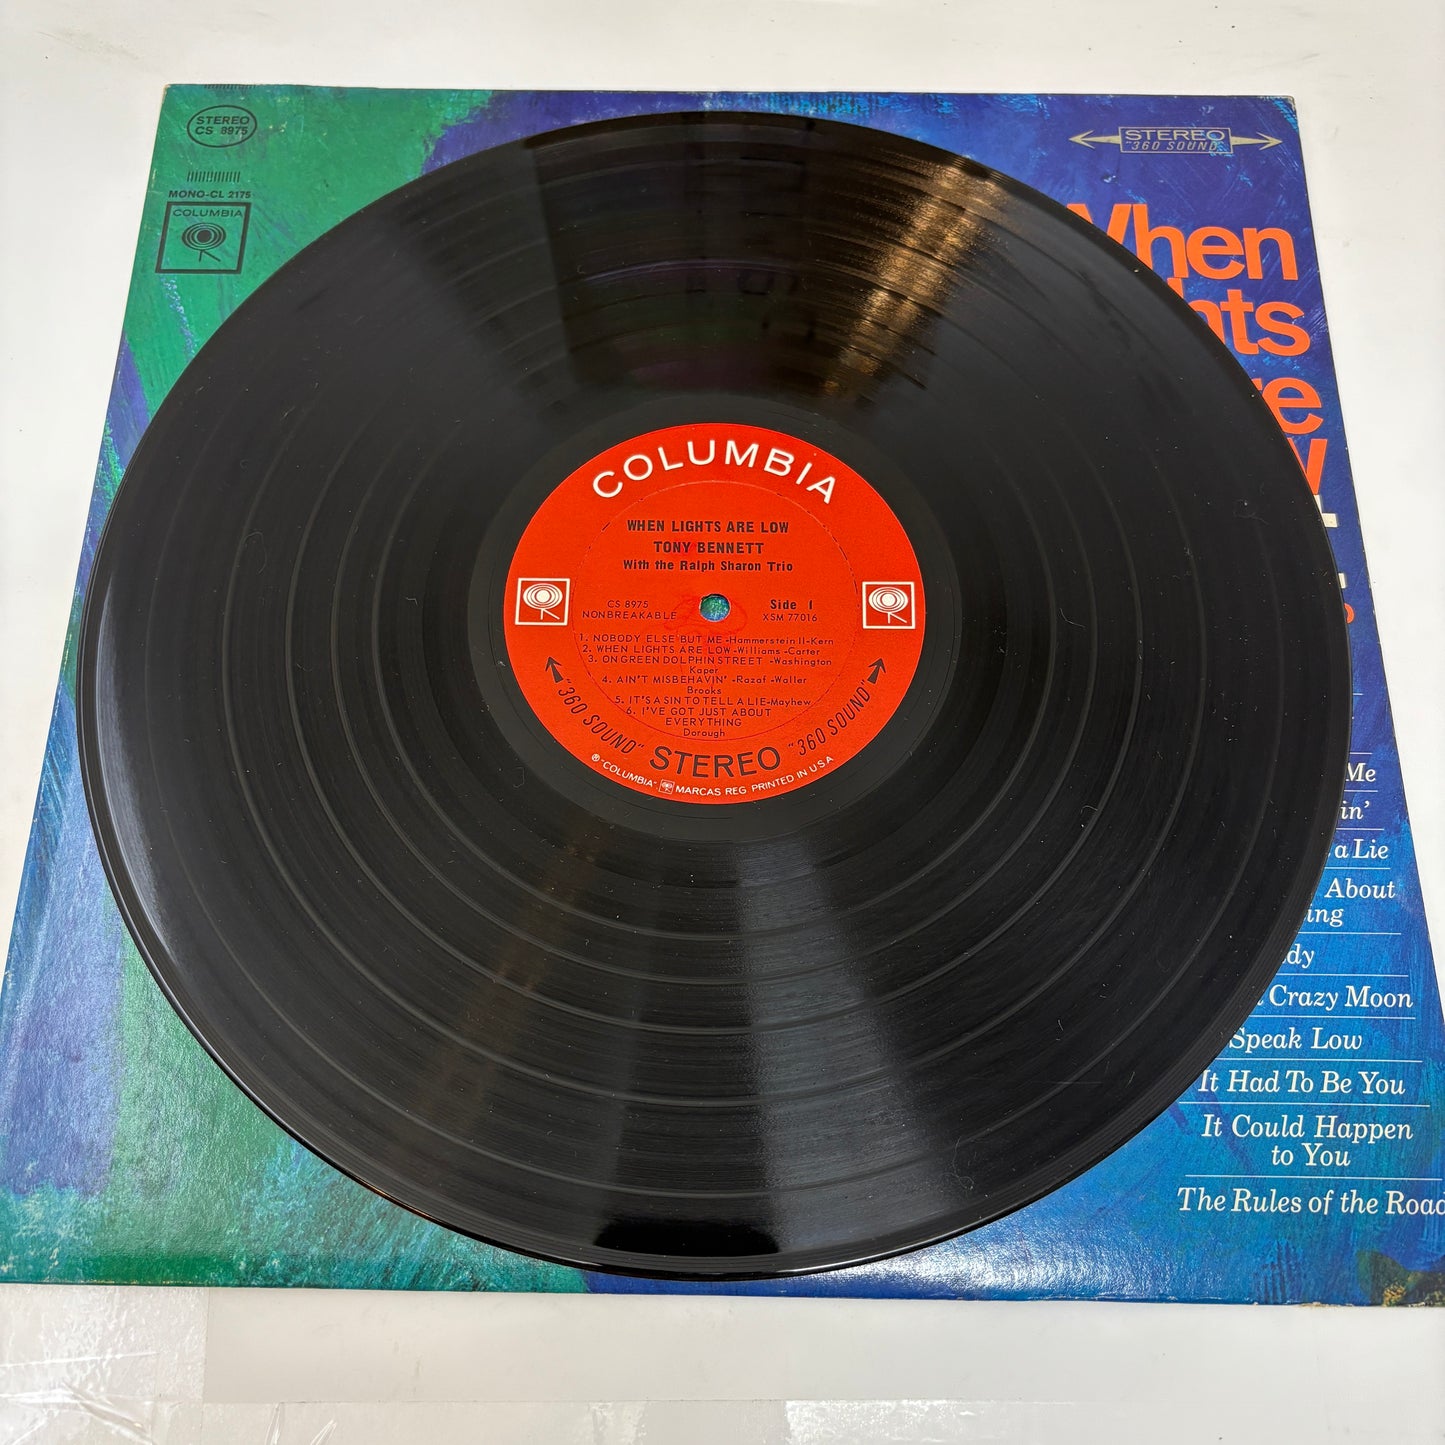 STEREO
CS 8975
MONO-CL 2175
COLUMBIA
STEREO
"360 SOUND"
When
hts
re
COLUMBIA
WHEN LIGHTS ARE LOW
TONY BENNETT
With the Ralph Sharon Trio
CS 8975
NONBREAKABLE
Side 1
XSM 77016
1. NOBODY ELSE BUT ME -Hammerstein II-Kern
2. WHEN LIGHTS ARE LOW -Williams -Carter
3. ON GREEN DOLPHIN STREET -Washington
Kaper
4. AIN'T MISBEHAVIN' -Razaf -Waller
Brooks
5. IT'S A SIN TO TELL A LIE-Mayhew
6. I'VE GOT JUST ABOUT
EVERYTHING
Dorough
"360 SOUND" STEREO "360 SOUND"
® "COLUMBIA" MARCAS REG. PRINTED IN U.S.A.
Me
in'
a Lie
About
ing
dy
Crazy Moon
Speak Low
It Had To Be You
It Could Happen
to You
The Rules of the Road